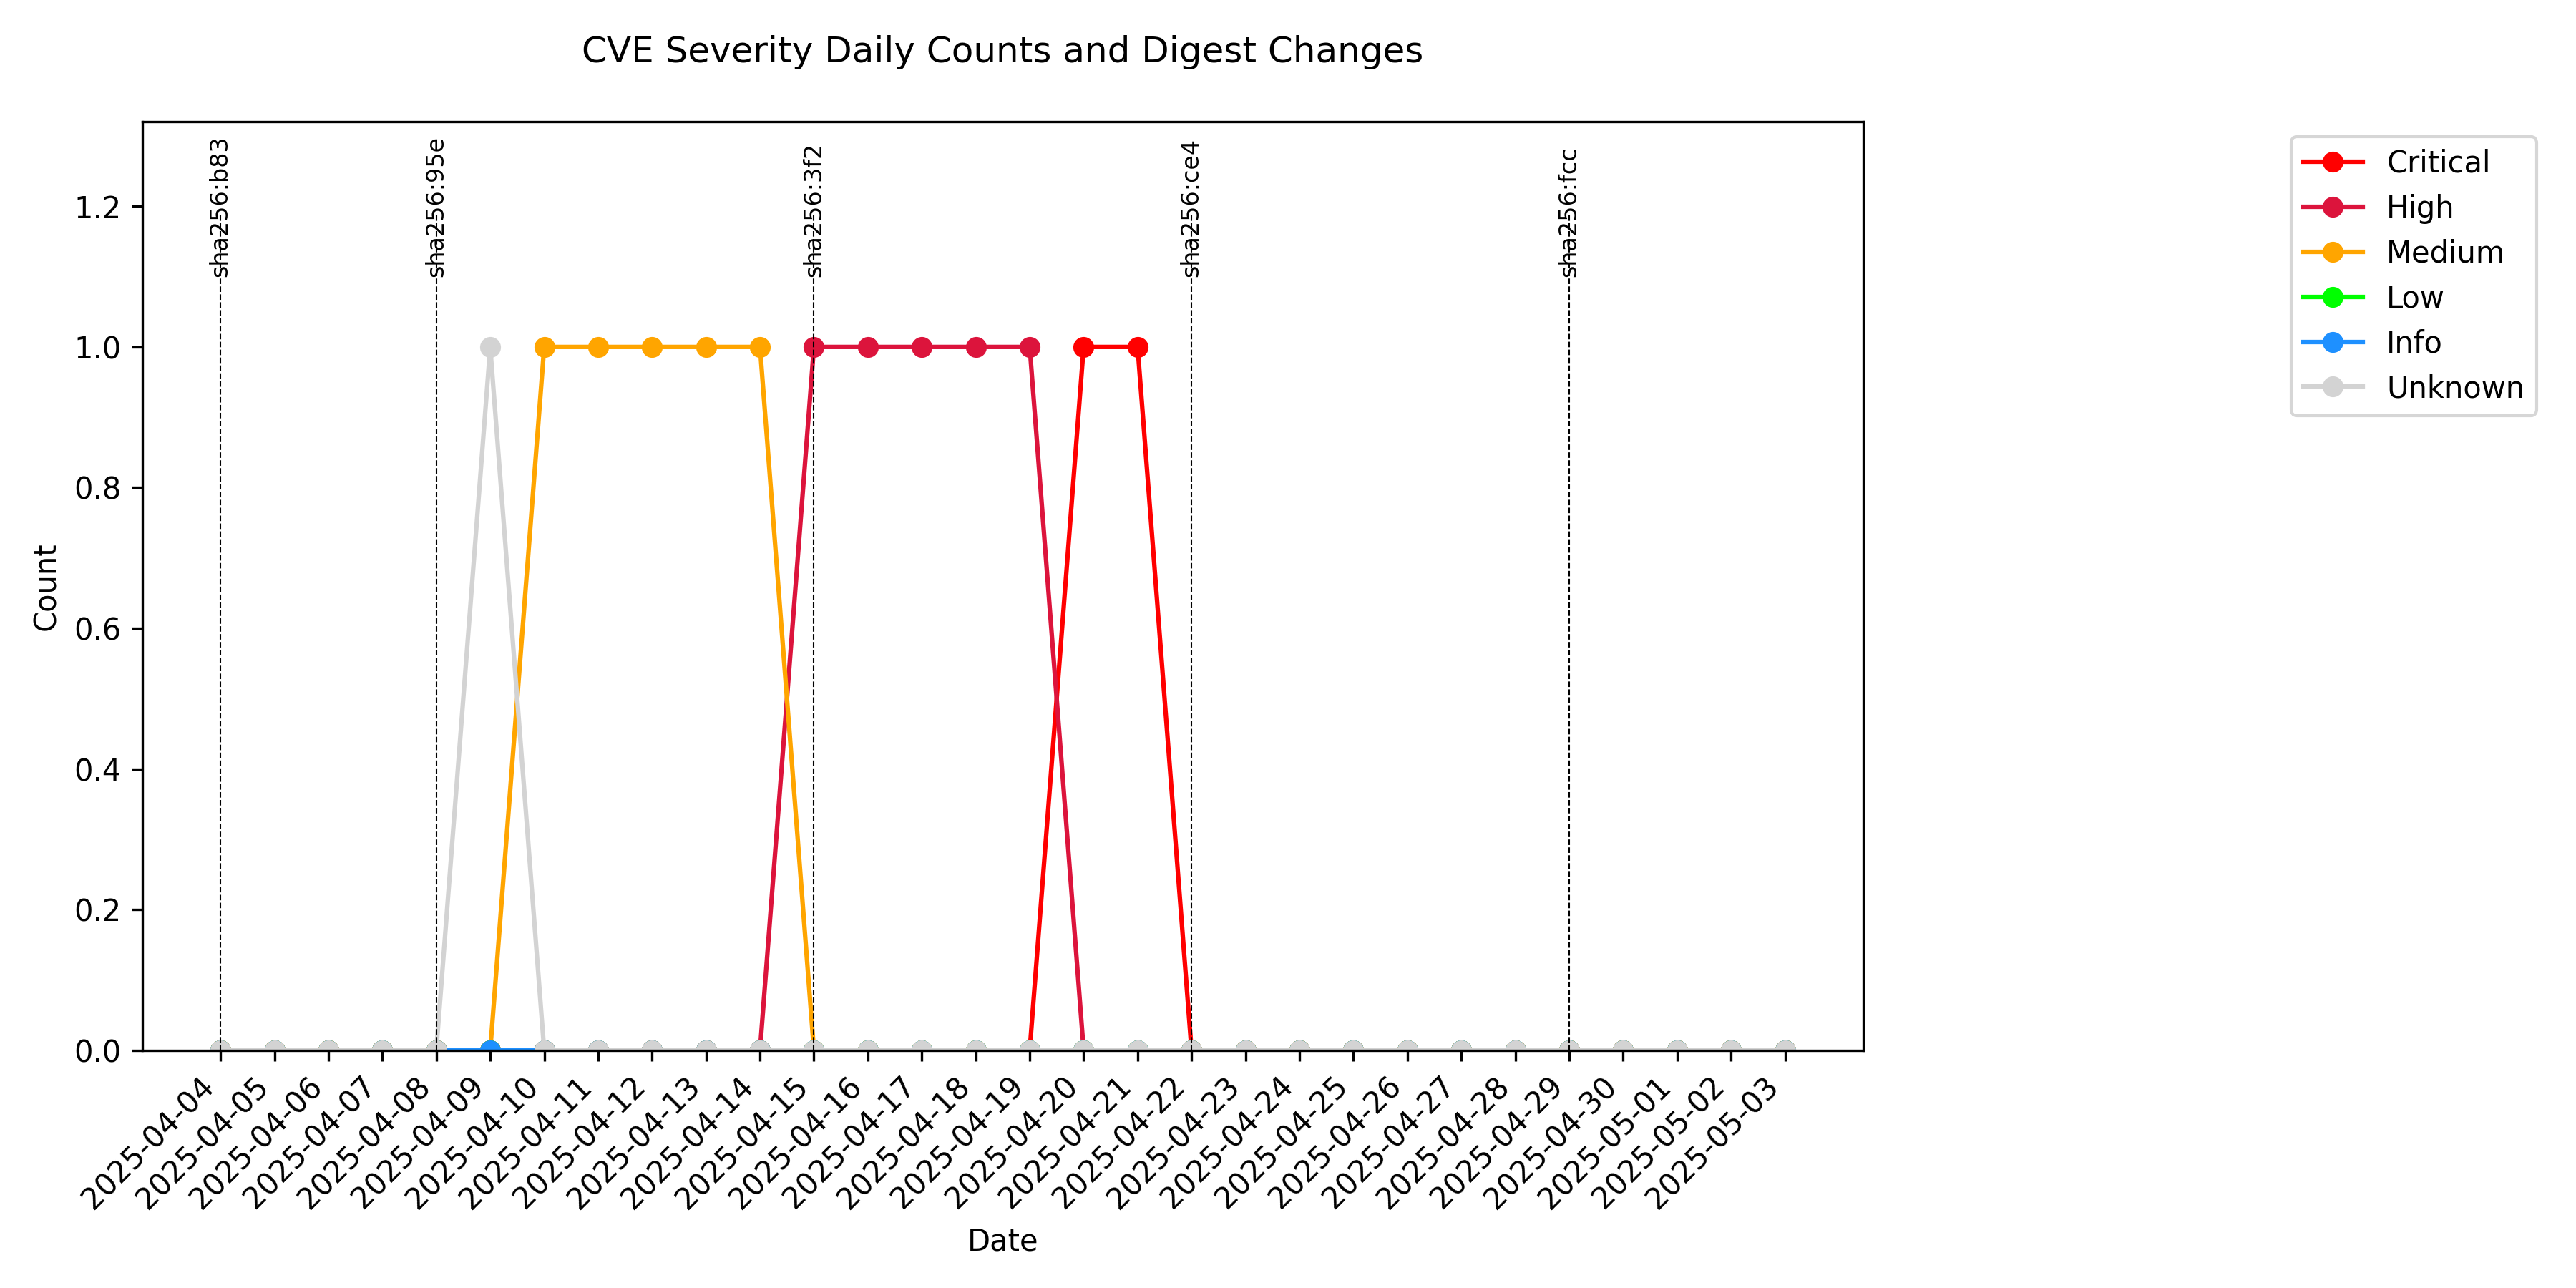 CVE Severity Daily Counts and Digest Changes
sha256:b83
sha256:95e
sha256:3f2
sha256:ce4
sha256:fcc
Critical
High
Medium
Low
Info
Unknown
Count
1.2
1.0
0.8
0.6
0.4
0.2
0.0
2025-04-04
2025-04-05
2025-04-06
2025-04-07
2025-04-08
2025-04-09
2025-04-10
2025-04-11
2025-04-12
2025-04-13
2025-04-14
2025-04-15
2025-04-16
2025-04-17
2025-04-18
2025-04-19
2025-04-20
2025-04-21
2025-04-22
2025-04-23
2025-04-24
2025-04-25
2025-04-26
2025-04-27
2025-04-28
2025-04-29
2025-04-30
2025-05-01
2025-05-02
2025-05-03
Date